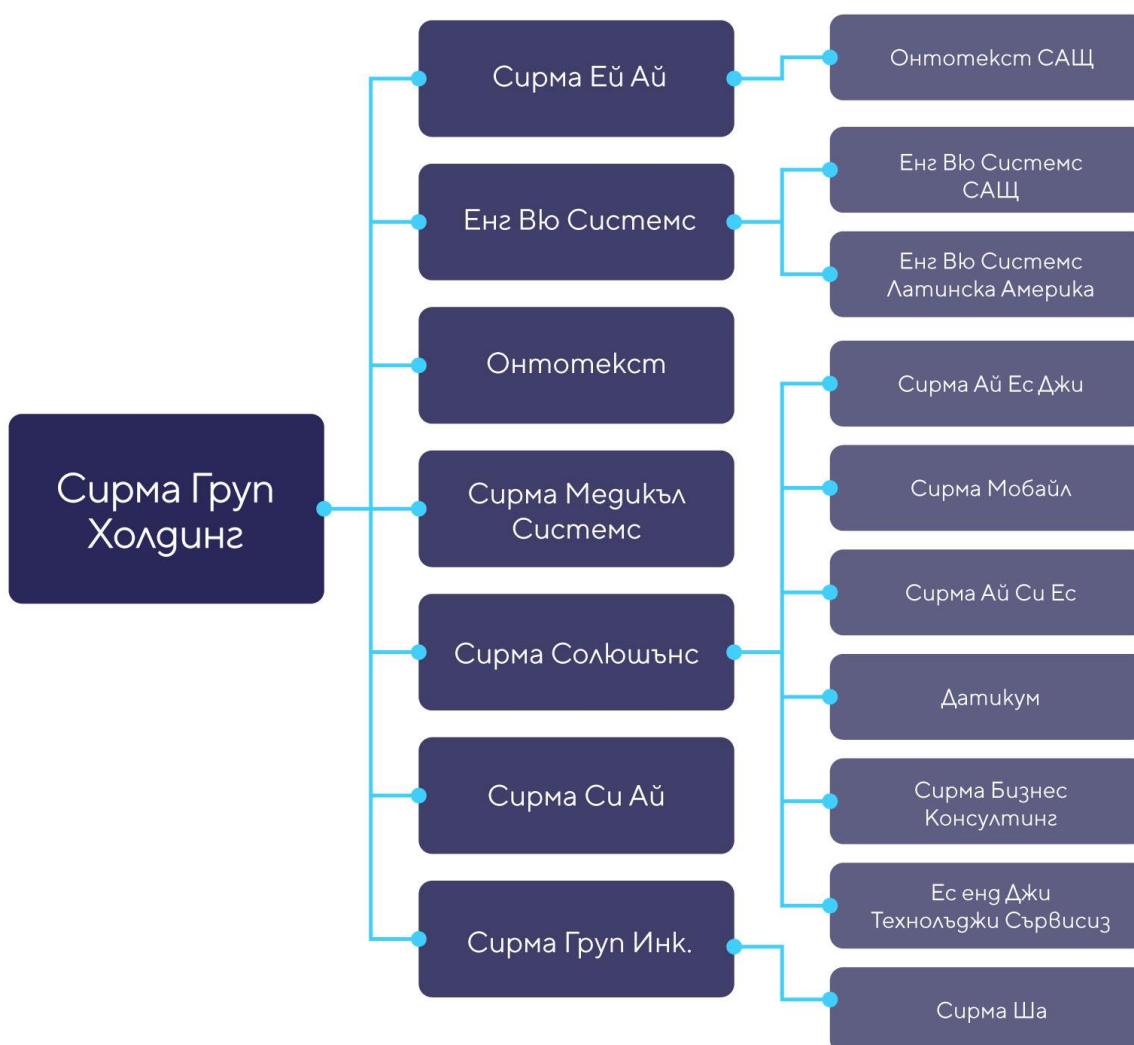 Сирма Груп
Холдинг
Сирма Ей Ай
Енг Вю Системс
Онтотекст
Сирма Медикъл
Системс
Сирма Солюшънс
Сирма Си Ай
Сирма Груп Инк.
Онтотекст САЩ
Енг Вю Системс
САЩ
Енг Вю Системс
Латинска Америка
Сирма Ай Ес Джи
Сирма Мобайл
Сирма Ай Си Ес
Датикум
Сирма Бизнес
Консултинг
Ес енд Джи
Технолъджи Сървисиз
Сирма Ша